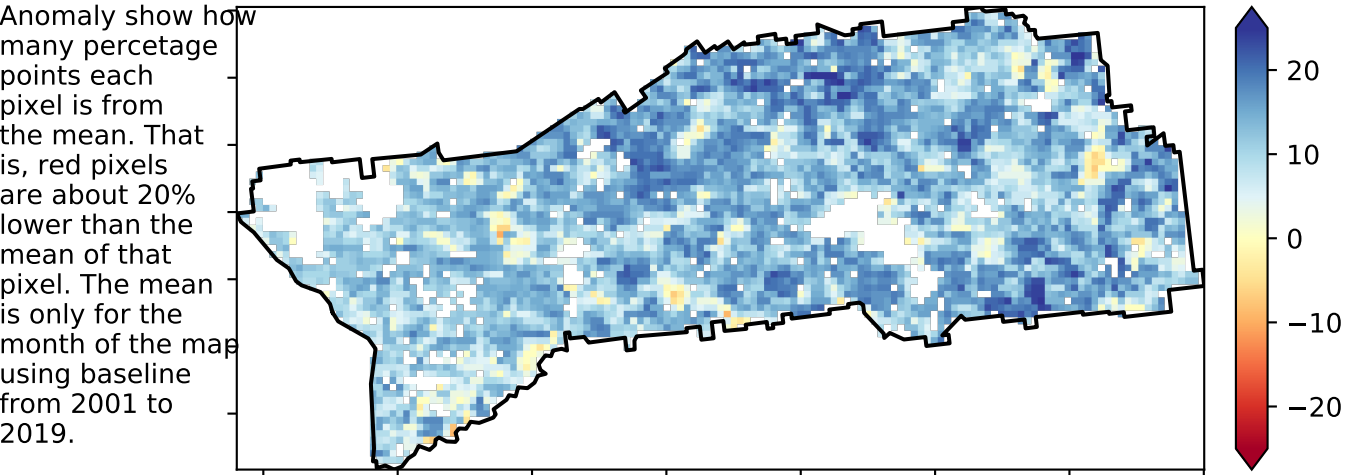 Anomaly show how
many percetage
points each
pixel is from
the mean. That
is, red pixels
are about 20%
lower than the
mean of that
pixel. The mean
is only for the
month of the map
using baseline
from 2001 to
2019.
20
10
0
−10
−20